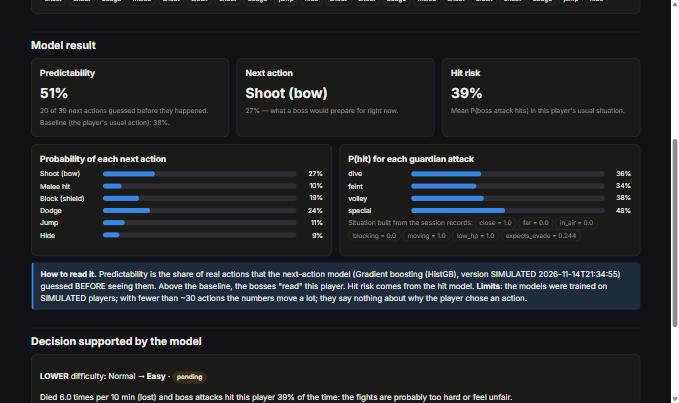 Model result
Predictability
51%
20 of 39 next actions guessed before they happened.
Baseline (the player's usual action): 38%.
Next action
Shoot (bow)
27% — what a boss would prepare for right now.
Hit risk
39%
Mean P(boss attack hits) in this player's usual situation.
Probability of each next action
Shoot (bow) 27%
Melee hit 10%
Block (shield) 19%
Dodge 24%
Jump 11%
Hide 9%
P(hit) for each guardian attack
dive 36%
feint 34%
volley 38%
special 48%
Situation built from the session records: close = 1.0 far = 0.0 in_air = 0.0
blocking = 0.0 moving = 1.0 low_hp = 1.0 expects_evade = 0.244
How to read it. Predictability is the share of real actions that the next-action model (Gradient boosting (HistGB), version SIMULATED 2026-11-14T21:34:55)
guessed BEFORE seeing them. Above the baseline, the bosses "read" this player. Hit risk comes from the hit model. Limits: the models were trained on
SIMULATED players; with fewer than ~30 actions the numbers move a lot; they say nothing about why the player chose an action.
Decision supported by the model
LOWER difficulty: Normal → Easy · pending
Died 6.0 times per 10 min (lost) and boss attacks hit this player 39% of the time: the fights are probably too hard or feel unfair.